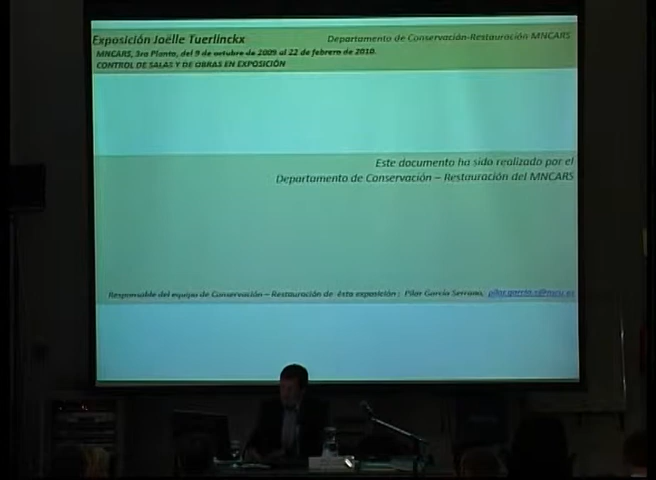 Exposición Joëlle Tuerlinckx
Departamento de Conservación-Restauración MNCARS
MNCARS, 3ra Planta, del 9 de octubre de 2009 al 22 de febrero de 2010.
CONTROL DE SALAS Y DE OBRAS EN EXPOSICIÓN
Este documento ha sido realizado por el
Departamento de Conservación – Restauración del MNCARS
Responsable del equipo de Conservación – Restauración de ésta exposición : Pilar García Serrano,